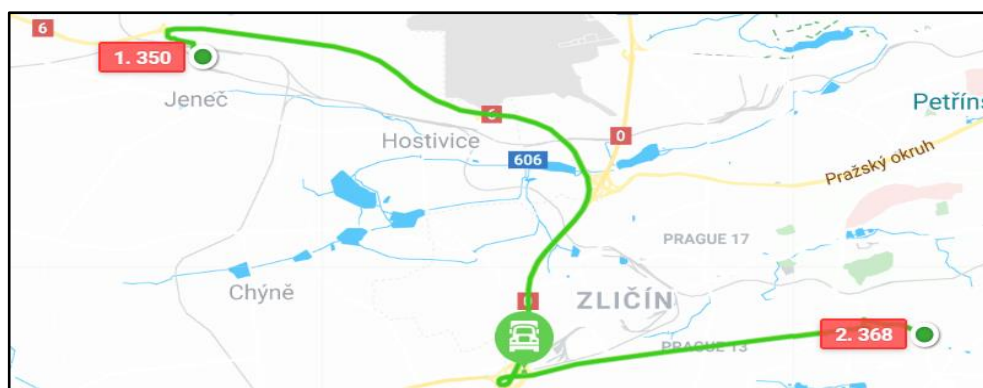 6
1. 350
Jeneč
6
Hostivice
606
0
Petříns
Pražský okruh
PRAGUE 17
Chýně
0
ZLIČÍN
PRAGUE 13
2. 368